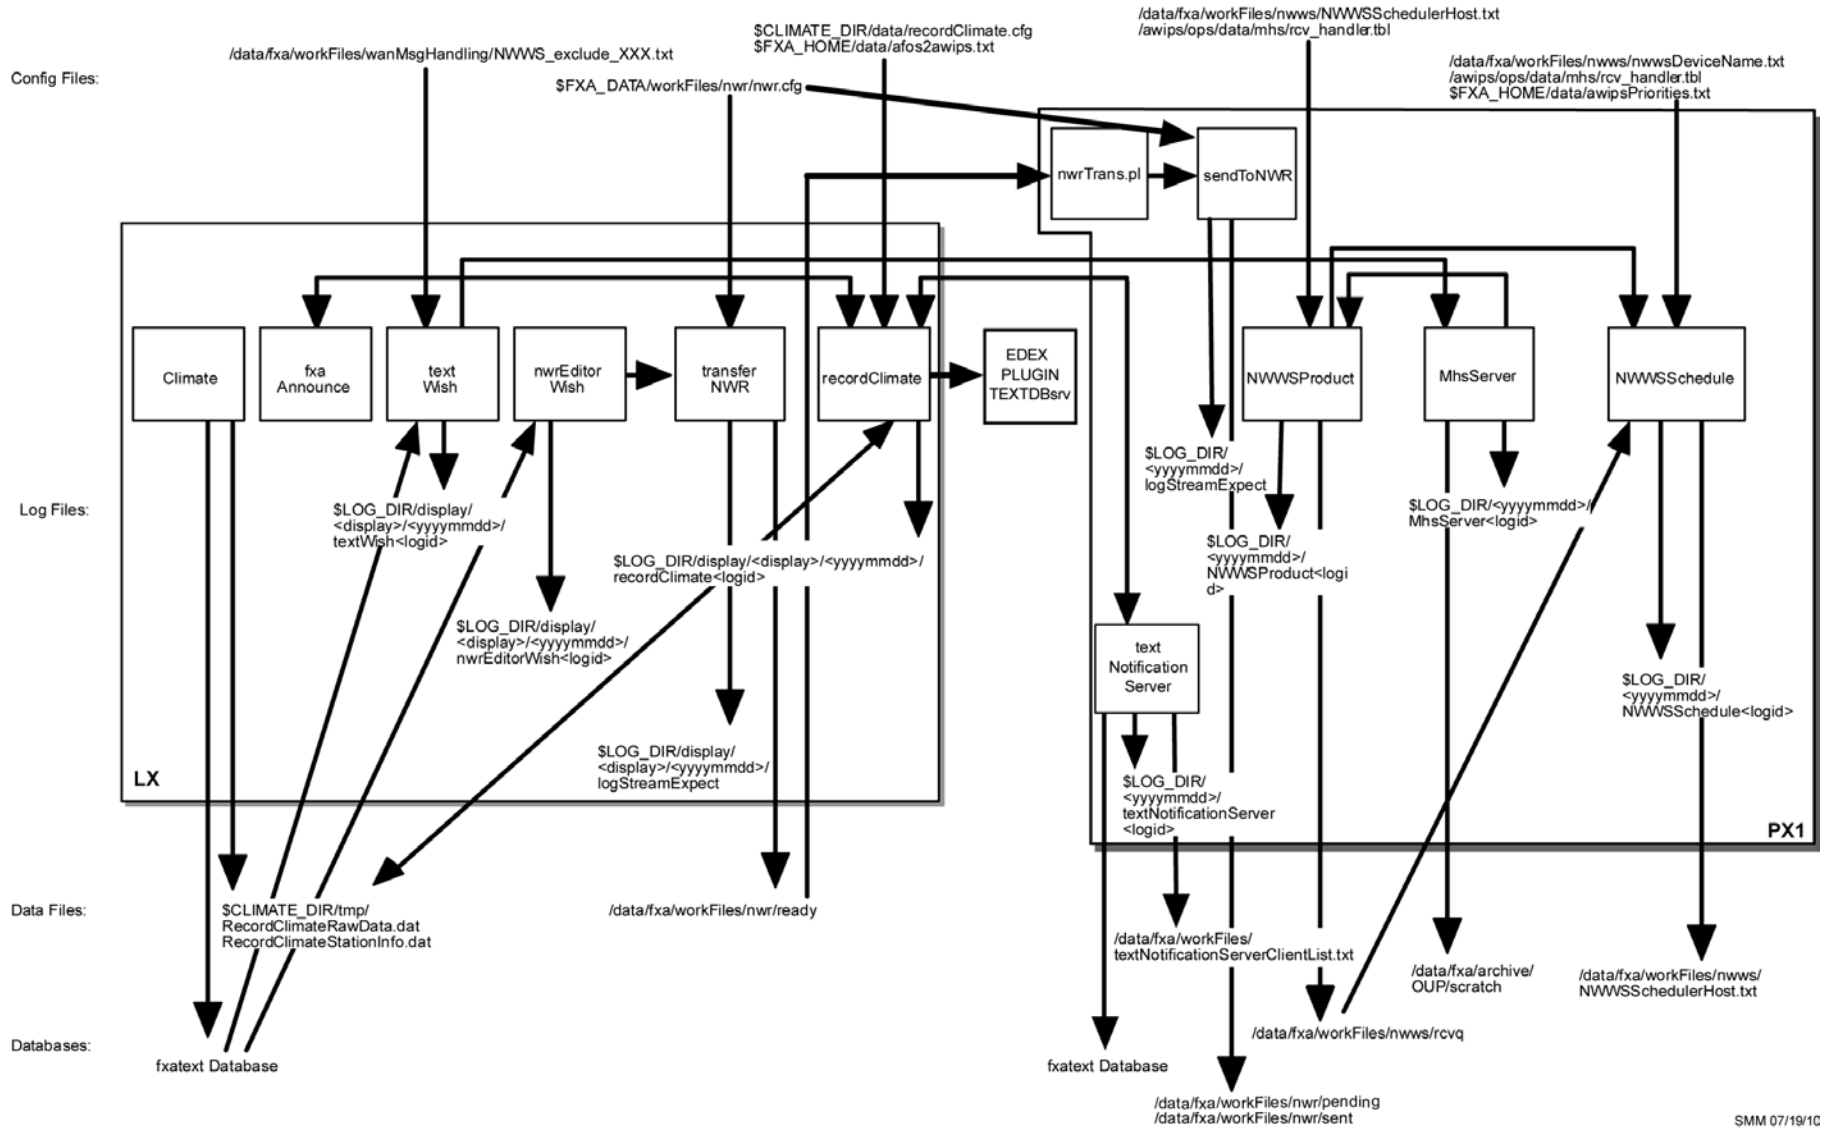 /data/fxa/workFiles/nwws/NWWSSchedulerHost.txt
/awips/ops/data/mhs/rcv_handler.tbl
$CLIMATE_DIR/data/recordClimate.cfg
$FXA_HOME/data/afos2awips.txt
/data/fxa/workFiles/wanMsgHandling/NWWS_exclude_XXX.txt
/data/fxa/workFiles/nwws/nwwsDeviceName.txt
/awips/ops/data/mhs/rcv_handler.tbl
$FXA_HOME/data/awipsPriorities.txt
Config Files:
$FXA_DATA/workFiles/nwr/nwr.cfg
nwrTrans.pl
sendToNWR
Climate
fxa
Announce
text
Wish
nwrEditor
Wish
transfer
NWR
recordClimate
EDEX
PLUGIN
TEXTDBsrv
NWWSProduct
MhsServer
NWWSSchedule
Log Files:
$LOG_DIR/display/
<display>/<yyyymmdd>/
textWish<logid>
$LOG_DIR/display/<display>/<yyyymmdd>/
recordClimate<logid>
$LOG_DIR/
<yyyymmdd>/
logStreamExpect
$LOG_DIR/
<yyyymmdd>/
NWWSProduct<logi
d>
$LOG_DIR/<yyyymmdd>/
MhsServer<logid>
$LOG_DIR/display/
<display>/<yyyymmdd>/
nwrEditorWish<logid>
text
Notification
Server
$LOG_DIR/
<yyyymmdd>/
NWWSSchedule<logid>
$LOG_DIR/display/
<display>/<yyyymmdd>/
logStreamExpect
LX
$LOG_DIR/
<yyyymmdd>/
textNotificationServer
<logid>
PX1
Data Files:
$CLIMATE_DIR/tmp/
RecordClimateRawData.dat
RecordClimateStationInfo.dat
/data/fxa/workFiles/nwr/ready
/data/fxa/workFiles/
textNotificationServerClientList.txt
/data/fxa/archive/
OUP/scratch
/data/fxa/workFiles/nwws/
NWWSSchedulerHost.txt
Databases:
/data/fxa/workFiles/nwws/rcvq
fxatext Database
fxatext Database
/data/fxa/workFiles/nwr/pending
/data/fxa/workFiles/nwr/sent
SMM 07/19/10